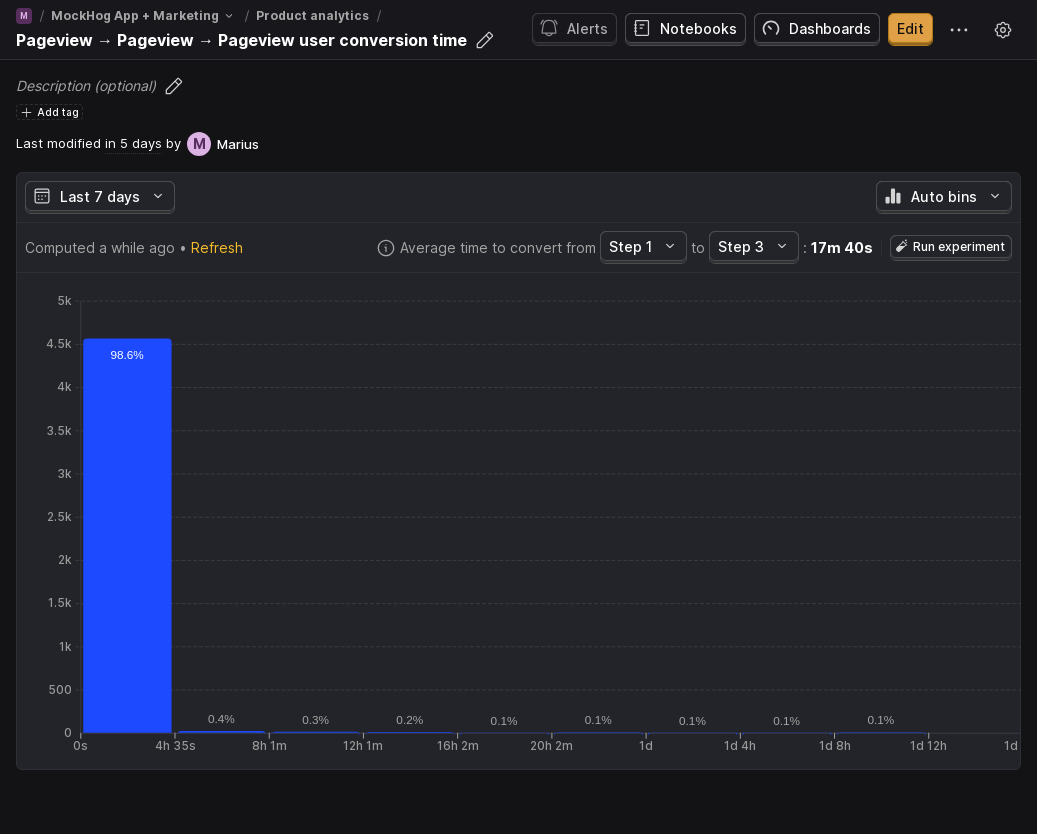 M / MockHog App + Marketing / Product analytics /
Pageview → Pageview → Pageview user conversion time
Alerts Notebooks Dashboards Edit
Description (optional)
Add tag
Last modified in 5 days by M Marius
Last 7 days Auto bins
Computed a while ago • Refresh Average time to convert from Step 1 to Step 3 : 17m 40s Run experiment
5k
4.5k
4k
3.5k
3k
2.5k
2k
1.5k
1k
500
0
98.6% 0.4% 0.3% 0.2% 0.1% 0.1% 0.1% 0.1% 0.1%
0s 4h 35s 8h 1m 12h 1m 16h 2m 20h 2m 1d 1d 4h 1d 8h 1d 12h 1d